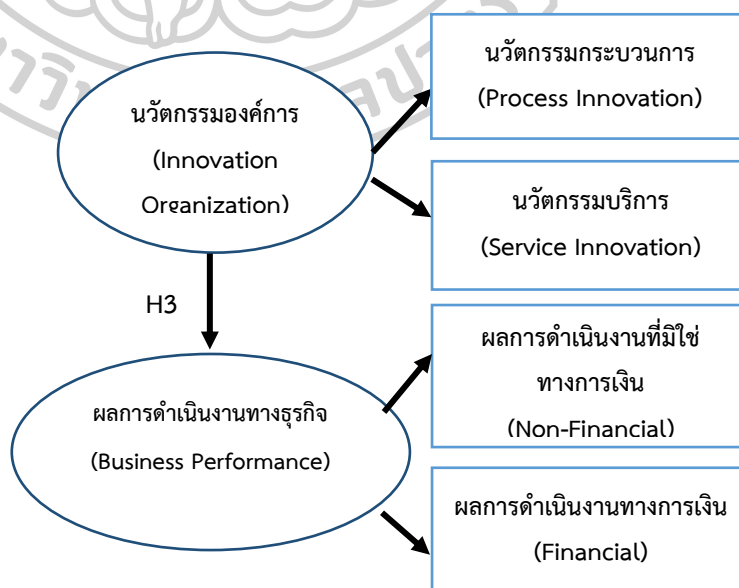 นวัตกรรมองค์การ
(Innovation
Organization)
นวัตกรรมกระบวนการ
(Process Innovation)
นวัตกรรมบริการ
(Service Innovation)
H3
ผลการดำเนินงานทางธุรกิจ
(Business Performance)
ผลการดำเนินงานที่มิใช่
ทางการเงิน
(Non-Financial)
ผลการดำเนินงานทางการเงิน
(Financial)